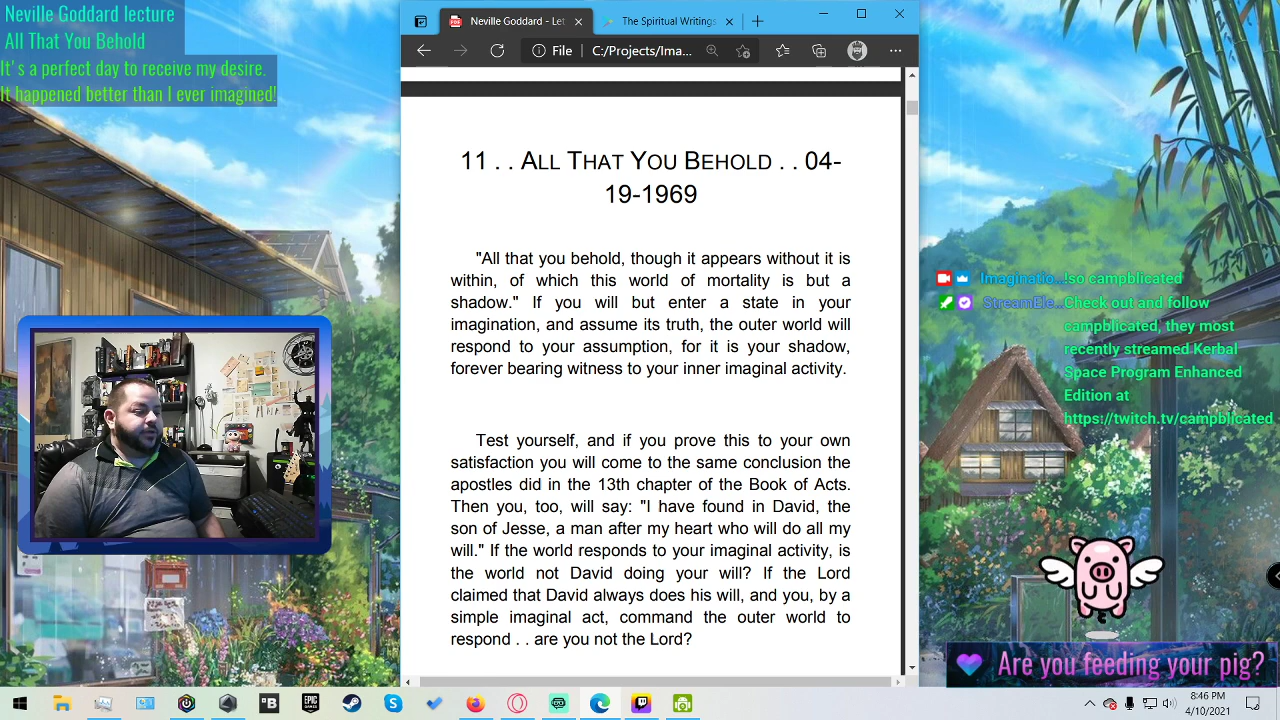 Neville Goddard lecture
All That You Behold
It's a perfect day to receive my desire.
It happened better than I ever imagined!
Neville Goddard - Let
The Spiritual Writings
File
C:/Projects/Ima...
11 . . ALL THAT YOU BEHOLD . . 04-
19-1969
"All that you behold, though it appears without it is
within, of which this world of mortality is but a
shadow." If you will but enter a state in your
imagination, and assume its truth, the outer world will
respond to your assumption, for it is your shadow,
forever bearing witness to your inner imaginal activity.
Test yourself, and if you prove this to your own
satisfaction you will come to the same conclusion the
apostles did in the 13th chapter of the Book of Acts.
Then you, too, will say: "I have found in David, the
son of Jesse, a man after my heart who will do all my
will." If the world responds to your imaginal activity, is
the world not David doing your will? If the Lord
claimed that David always does his will, and you, by a
simple imaginal act, command the outer world to
respond . . are you not the Lord?
Imaginatio... !so campblicated
StreamEle... Check out and follow
campblicated, they most
recently streamed Kerbal
Space Program Enhanced
Edition at
https://twitch.tv/campblicated
Are you feeding your pig?
EPIC
GAMES
8:46 PM
4/10/2021